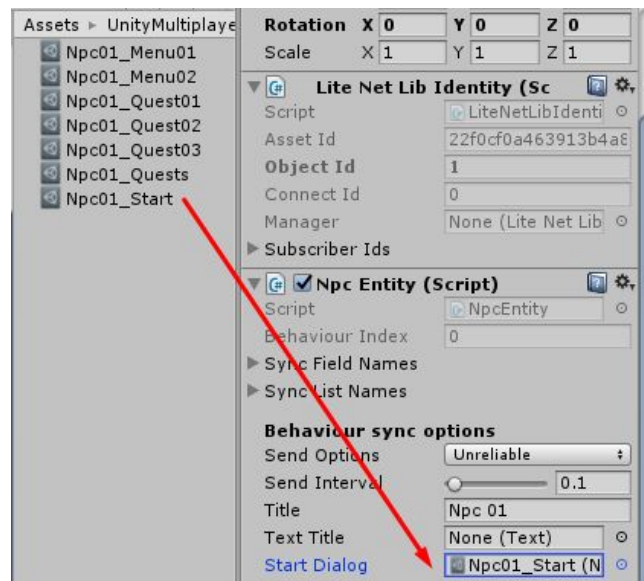 Assets ▸ UnityMultiplaye
Npc01_Menu01
Npc01_Menu02
Npc01_Quest01
Npc01_Quest02
Npc01_Quest03
Npc01_Quests
Npc01_Start
Rotation X 0 Y 0 Z 0
Scale X 1 Y 1 Z 1
Lite Net Lib Identity (Sc
Script LiteNetLibIdenti
Asset Id 22f0cf0a463913b4a8
Object Id 1
Connect Id 0
Manager None (Lite Net Lib
Subscriber Ids
Npc Entity (Script)
Script NpcEntity
Behaviour Index 0
Sync Field Names
Sync List Names
Behaviour sync options
Send Options Unreliable
Send Interval 0.1
Title Npc 01
Text Title None (Text)
Start Dialog Npc01_Start (N